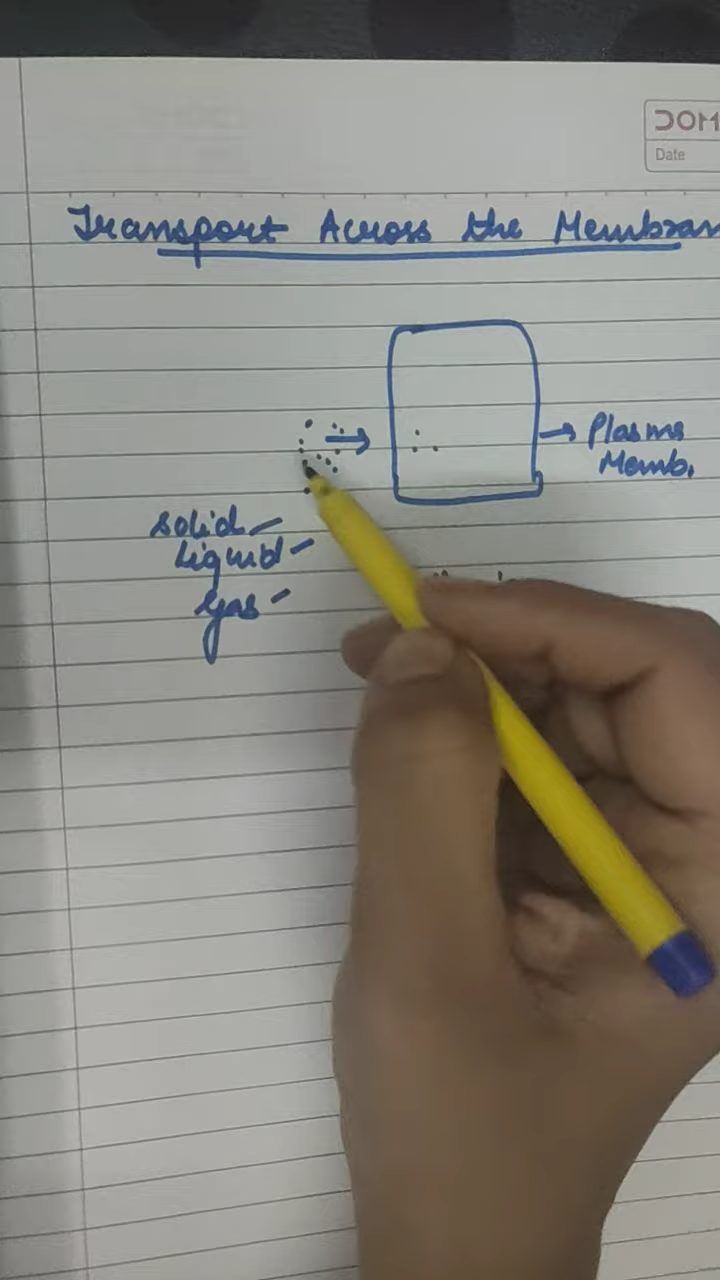 DOM
Date
Transport Across the Membran
Plasma
Memb.
Solid
Liquid
gas